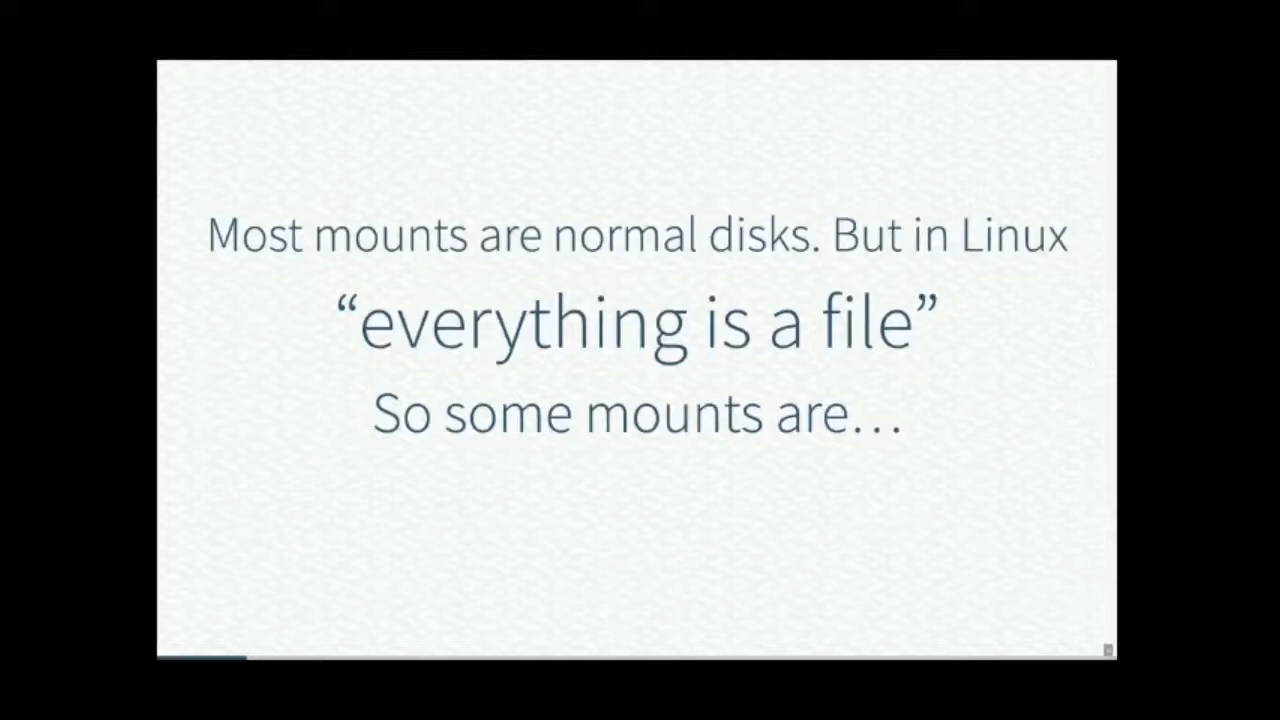 Most mounts are normal disks. But in Linux
“everything is a file”
So some mounts are…